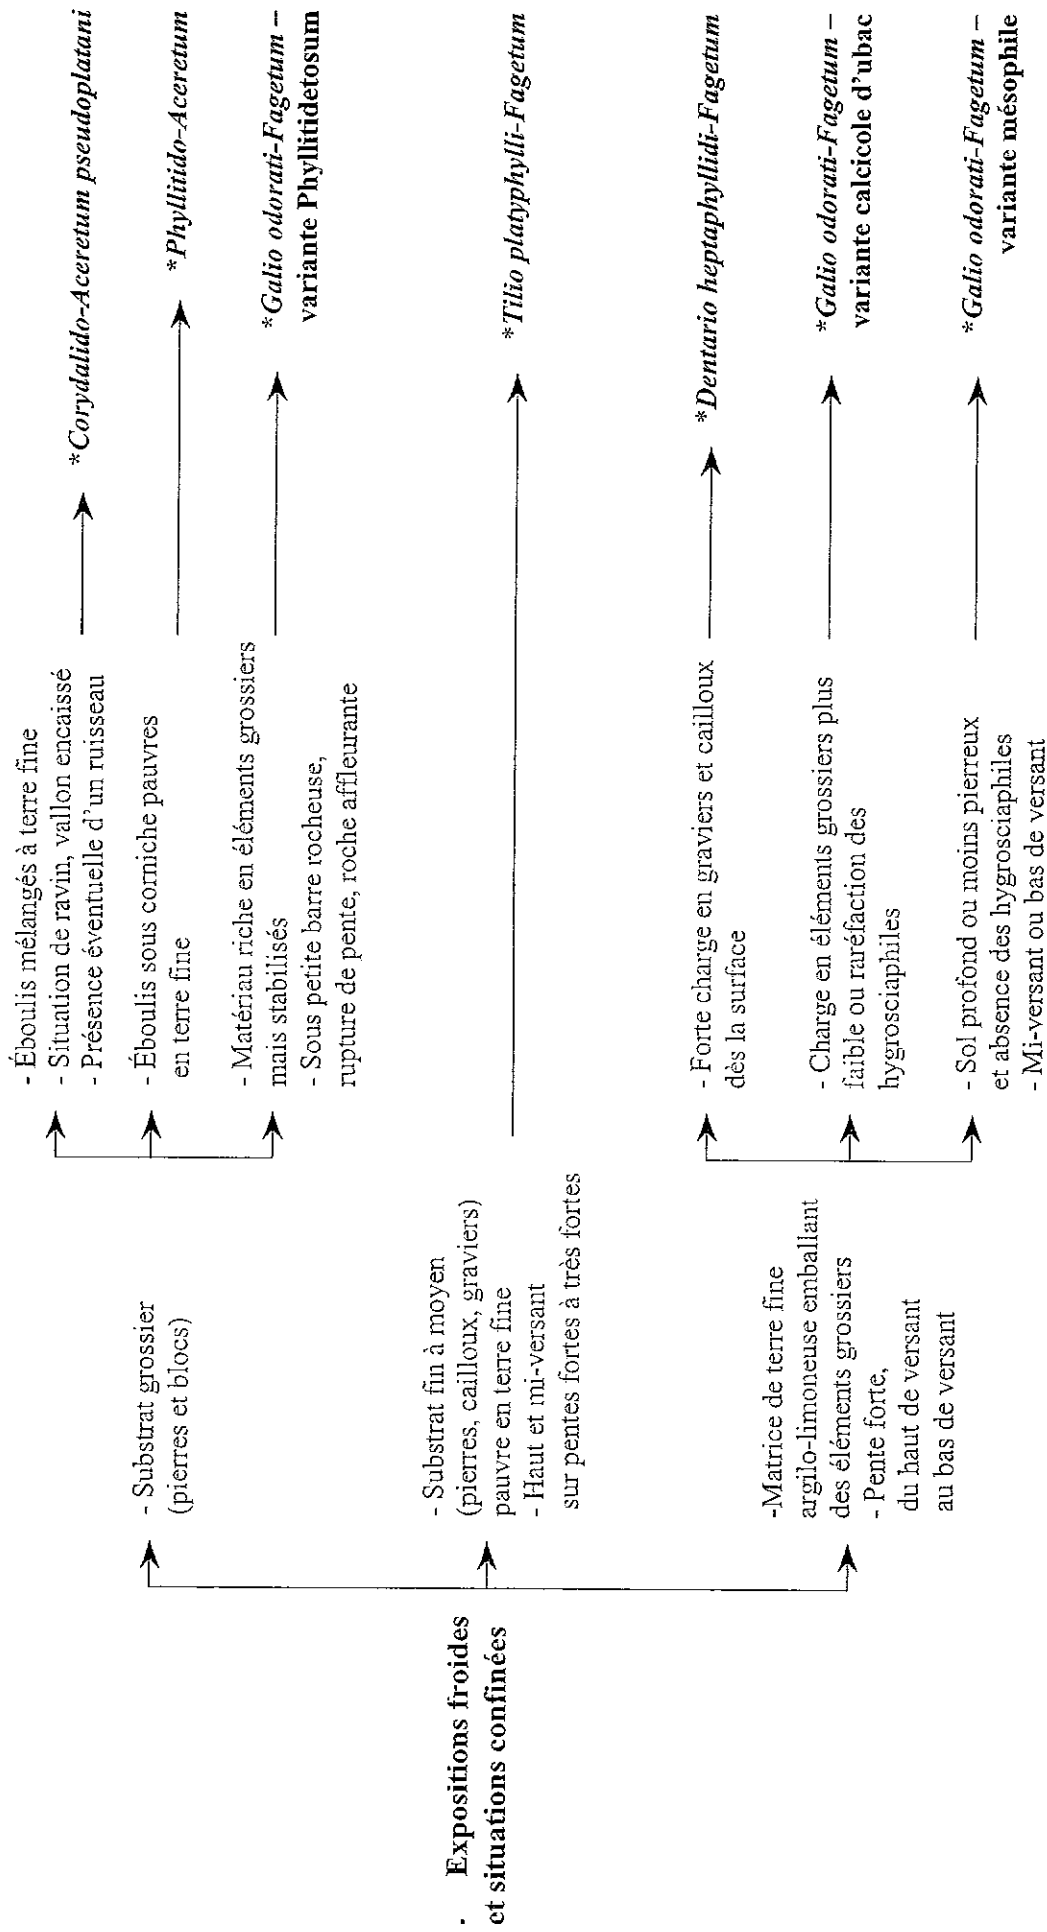 - Expositions froides
et situations confinées
- Substrat grossier
(pierres et blocs)
- Éboulis mélangés à terre fine
- Situation de ravin, vallon encaissé
- Présence éventuelle d'un ruisseau
*Corydalido-Aceretum pseudoplatani
- Éboulis sous corniche pauvres
en terre fine
*Phyllitido-Aceretum
- Matériau riche en éléments grossiers
mais stabilisés
- Sous petite barre rocheuse,
rupture de pente, roche affleurante
*Galio odorati-Fagetum –
variante Phyllitidetosum
- Substrat fin à moyen
(pierres, cailloux, graviers)
pauvre en terre fine
- Haut et mi-versant
sur pentes fortes à très fortes
*Tilio platyphylli-Fagetum
-Matrice de terre fine
argilo-limoneuse emballant
des éléments grossiers
- Pente forte,
du haut de versant
au bas de versant
- Forte charge en graviers et cailloux
dès la surface
*Dentario heptaphyllidi-Fagetum
- Charge en éléments grossiers plus
faible ou raréfaction des
hygrosciaphiles
*Galio odorati-Fagetum –
variante calcicole d'ubac
- Sol profond ou moins pierreux
et absence des hygrosciaphiles
- Mi-versant ou bas de versant
*Galio odorati-Fagetum –
variante mésophile